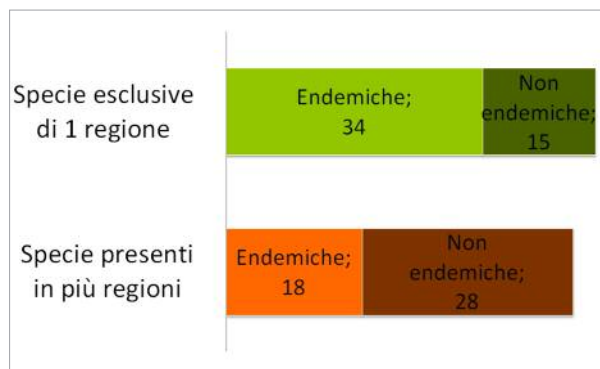 Specie esclusive
di 1 regione
Endemiche;
34
Non
endemiche;
15
Specie presenti
in più regioni
Endemiche;
18
Non
endemiche;
28